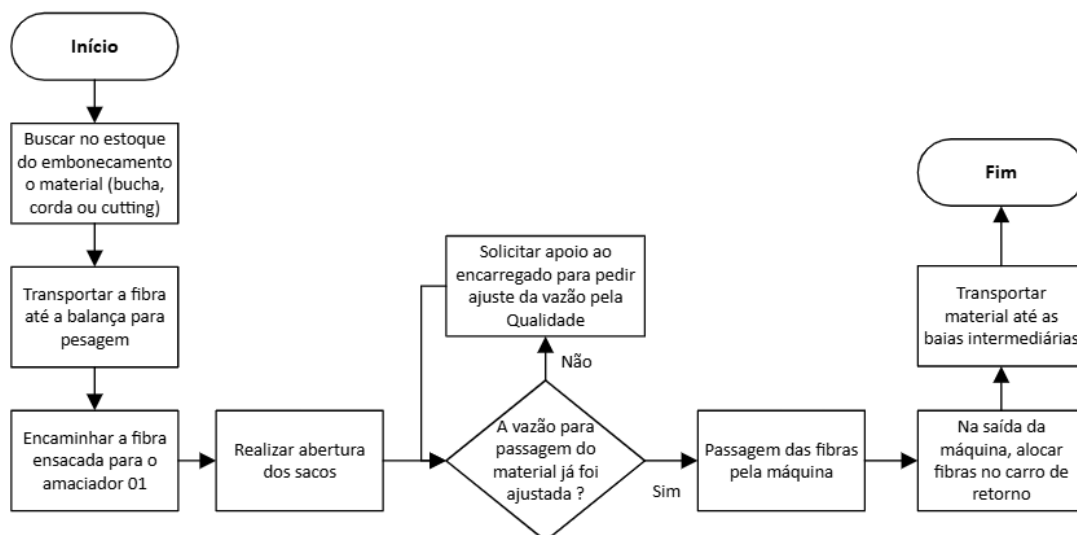 Início
Buscar no estoque
do embonecamento
o material (bucha,
corda ou cutting)
Transportar a fibra
até a balança para
pesagem
Encaminhar a fibra
ensacada para o
amaciador 01
Realizar abertura
dos sacos
Solicitar apoio ao
encarregado para pedir
ajuste da vazão pela
Qualidade
Não
A vazão para
passagem do
material já foi
ajustada ?
Sim
Passagem das fibras
pela máquina
Na saída da
máquina, alocar
fibras no carro de
retorno
Transportar
material até as
baias intermediárias.
Fim